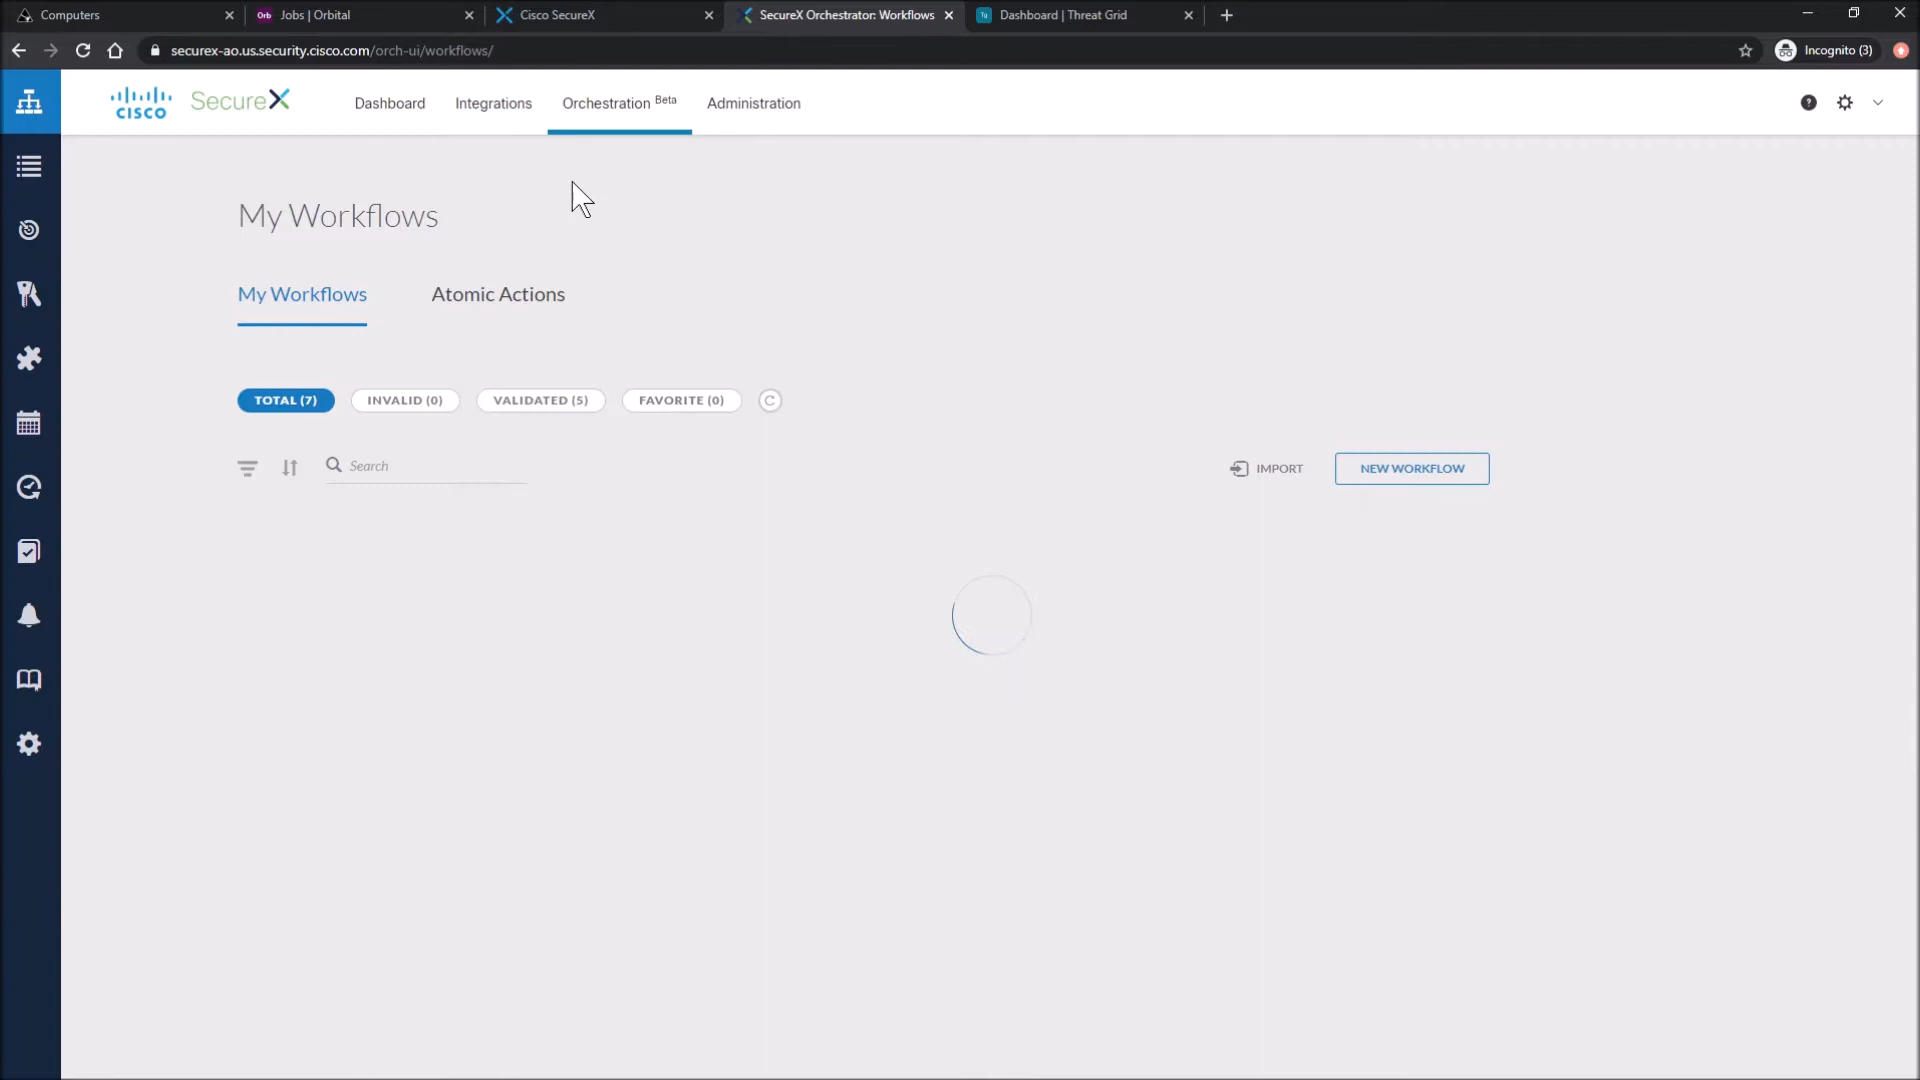 Computers
Orb Jobs | Orbital
Cisco SecureX
SecureX Orchestrator: Workflows
Dashboard | Threat Grid
securex-ao.us.security.cisco.com/orch-ui/workflows/
Incognito (3)
CISCO SecureX
Dashboard
Integrations
Orchestration Beta
Administration
?
My Workflows
My Workflows
Atomic Actions
TOTAL (7)
INVALID (0)
VALIDATED (5)
FAVORITE (0)
Search
IMPORT
NEW WORKFLOW